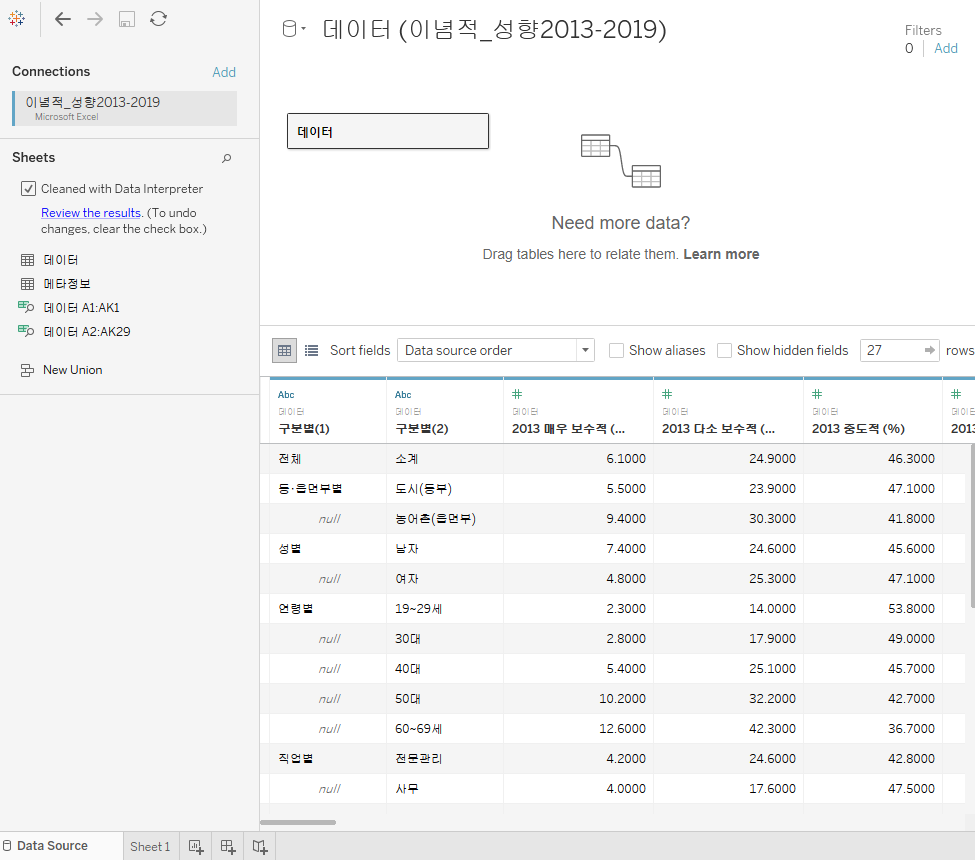 데이터 (이념적_성향2013-2019)
Filters
0 Add
Connections Add
이념적_성향2013-2019
Microsoft Excel
Sheets
Cleaned with Data Interpreter
Review the results. (To undo
changes, clear the check box.)
데이터
메타정보
데이터 A1:AK1
데이터 A2:AK29
New Union
데이터
Need more data?
Drag tables here to relate them. Learn more
Sort fields Data source order Show aliases Show hidden fields 27 rows
Abc Abc # # # #
데이터 데이터 데이터 데이터 데이터 데이터
구분별(1) 구분별(2) 2013 매우 보수적 (... 2013 다소 보수적 (... 2013 중도적 (%) 2013
전체 소계 6.1000 24.9000 46.3000
동·읍면부별 도시(동부) 5.5000 23.9000 47.1000
null 농어촌(읍면부) 9.4000 30.3000 41.8000
성별 남자 7.4000 24.6000 45.6000
null 여자 4.8000 25.3000 47.1000
연령별 19~29세 2.3000 14.0000 53.8000
null 30대 2.8000 17.9000 49.0000
null 40대 5.4000 25.1000 45.7000
null 50대 10.2000 32.2000 42.7000
null 60~69세 12.6000 42.3000 36.7000
직업별 전문관리 4.2000 24.6000 42.8000
null 사무 4.0000 17.6000 47.5000
Data Source Sheet 1